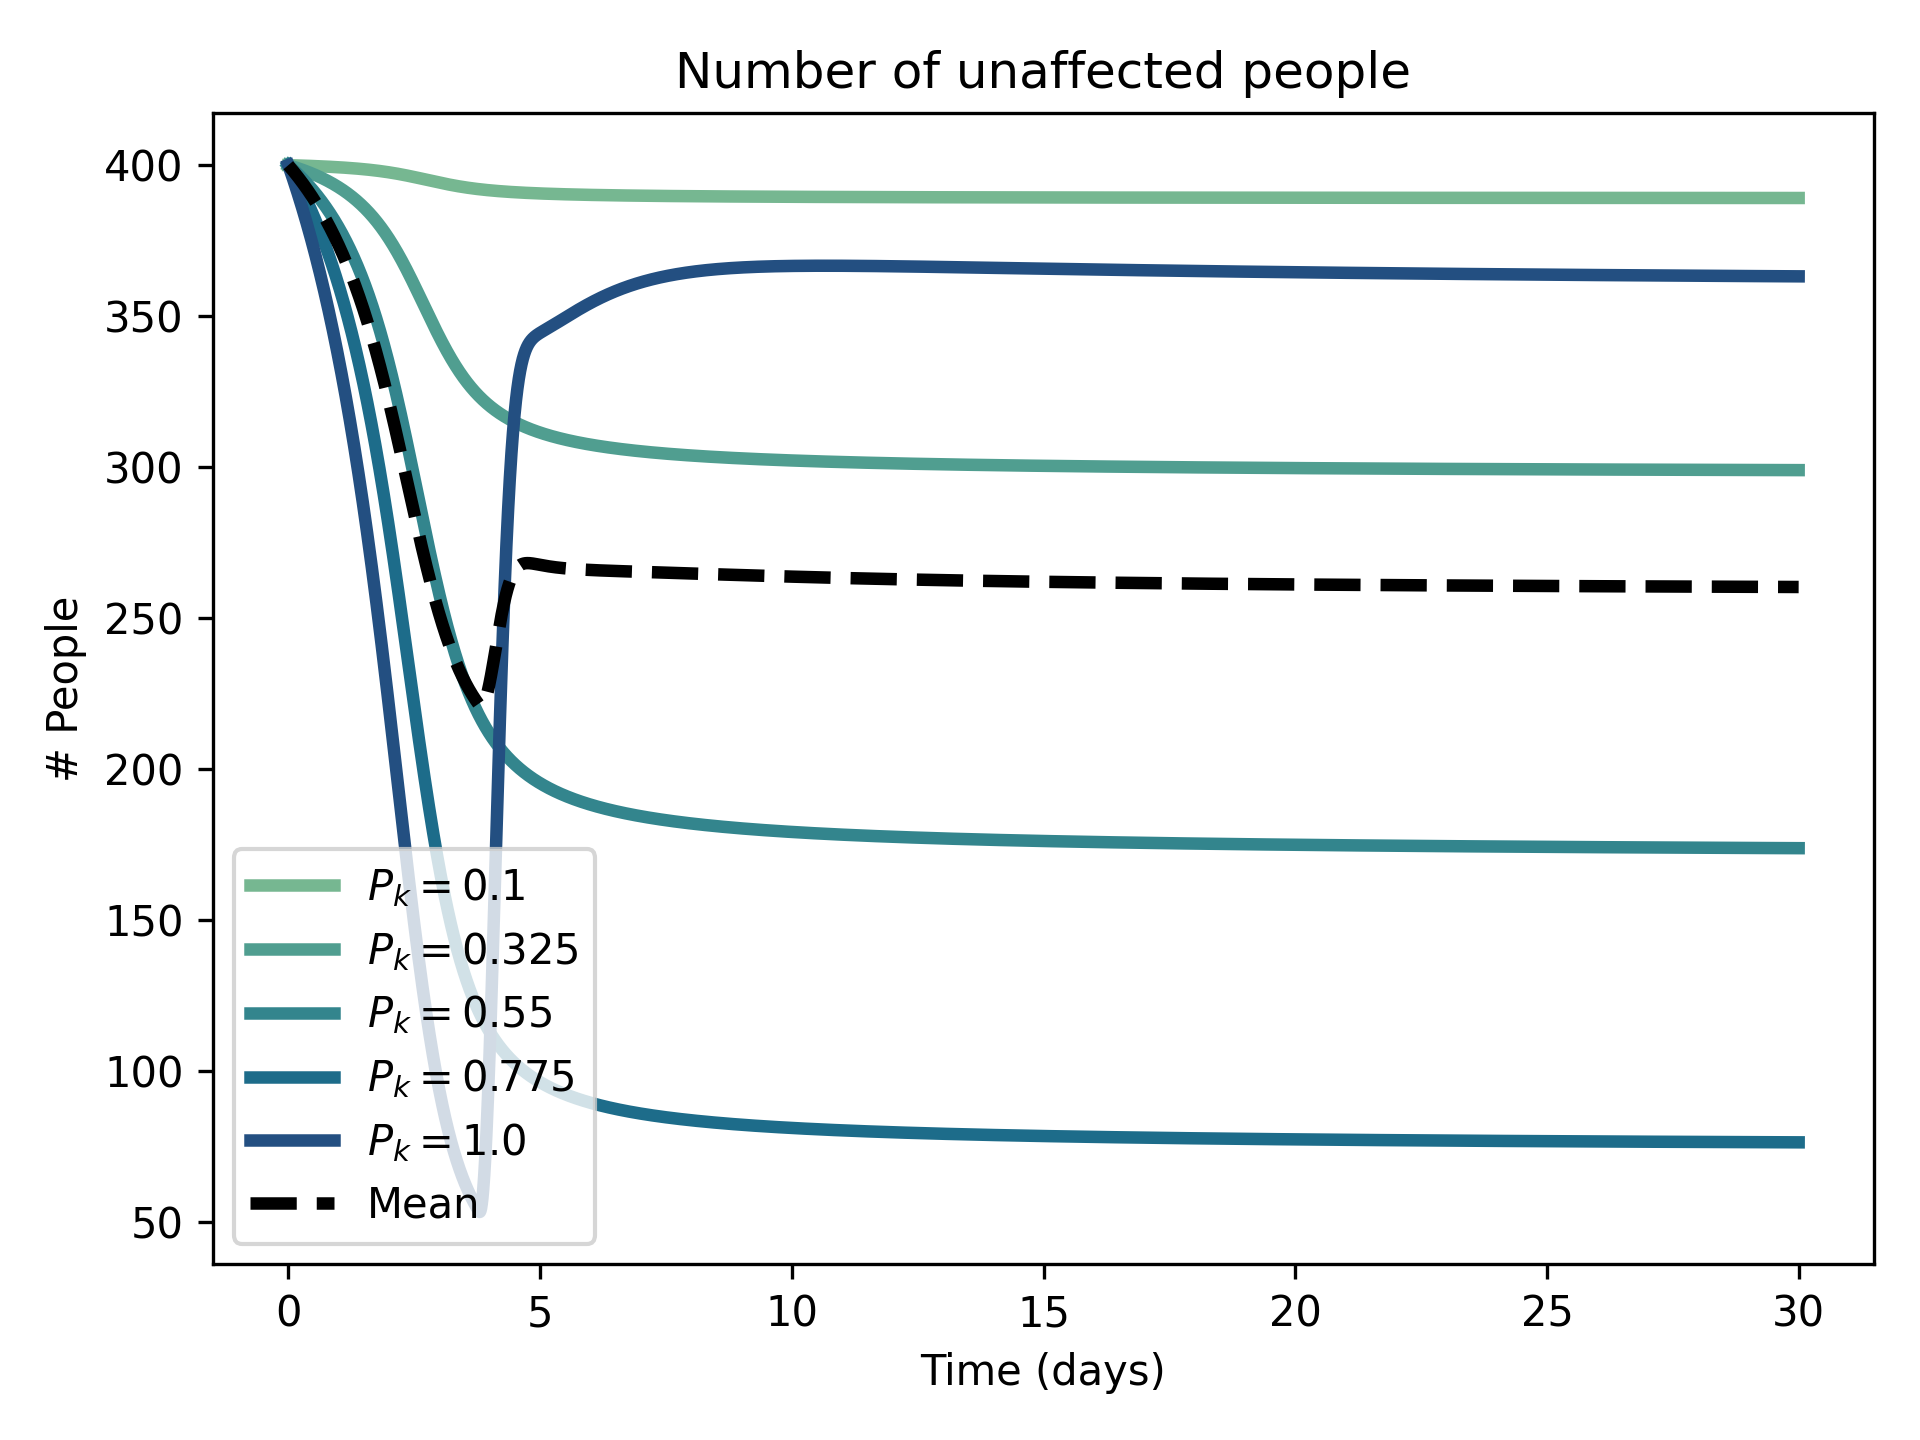 Number of unaffected people
# People
400
350
300
250
200
150
100
50
P_k = 0.1
P_k = 0.325
P_k = 0.55
P_k = 0.775
P_k = 1.0
Mean
0 5 10 15 20 25 30
Time (days)